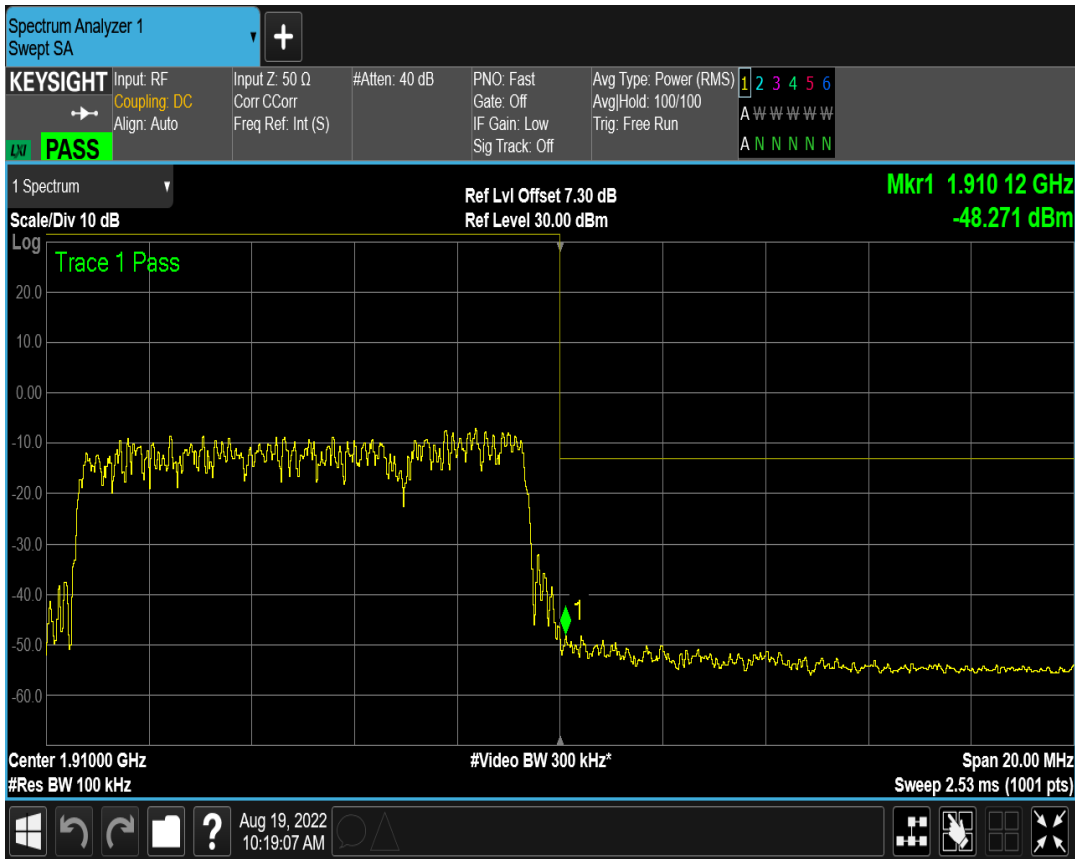 Spectrum Analyzer 1
Swept SA
KEYSIGHT
LXI PASS
Input: RF
Coupling: DC
Align: Auto
Input Z: 50 Ω
Corr CCorr
Freq Ref: Int (S)
#Atten: 40 dB
PNO: Fast
Gate: Off
IF Gain: Low
Sig Track: Off
Avg Type: Power (RMS)
Avg|Hold: 100/100
Trig: Free Run
1 2 3 4 5 6
A W W W W W
A N N N N N
1 Spectrum
Scale/Div 10 dB
Ref Lvl Offset 7.30 dB
Ref Level 30.00 dBm
Mkr1 1.910 12 GHz
-48.271 dBm
Log
Trace 1 Pass
20.0
10.0
0.00
-10.0
-20.0
-30.0
-40.0
-50.0
-60.0
1
Center 1.91000 GHz
#Res BW 100 kHz
#Video BW 300 kHz*
Span 20.00 MHz
Sweep 2.53 ms (1001 pts)
?
Aug 19, 2022
10:19:07 AM